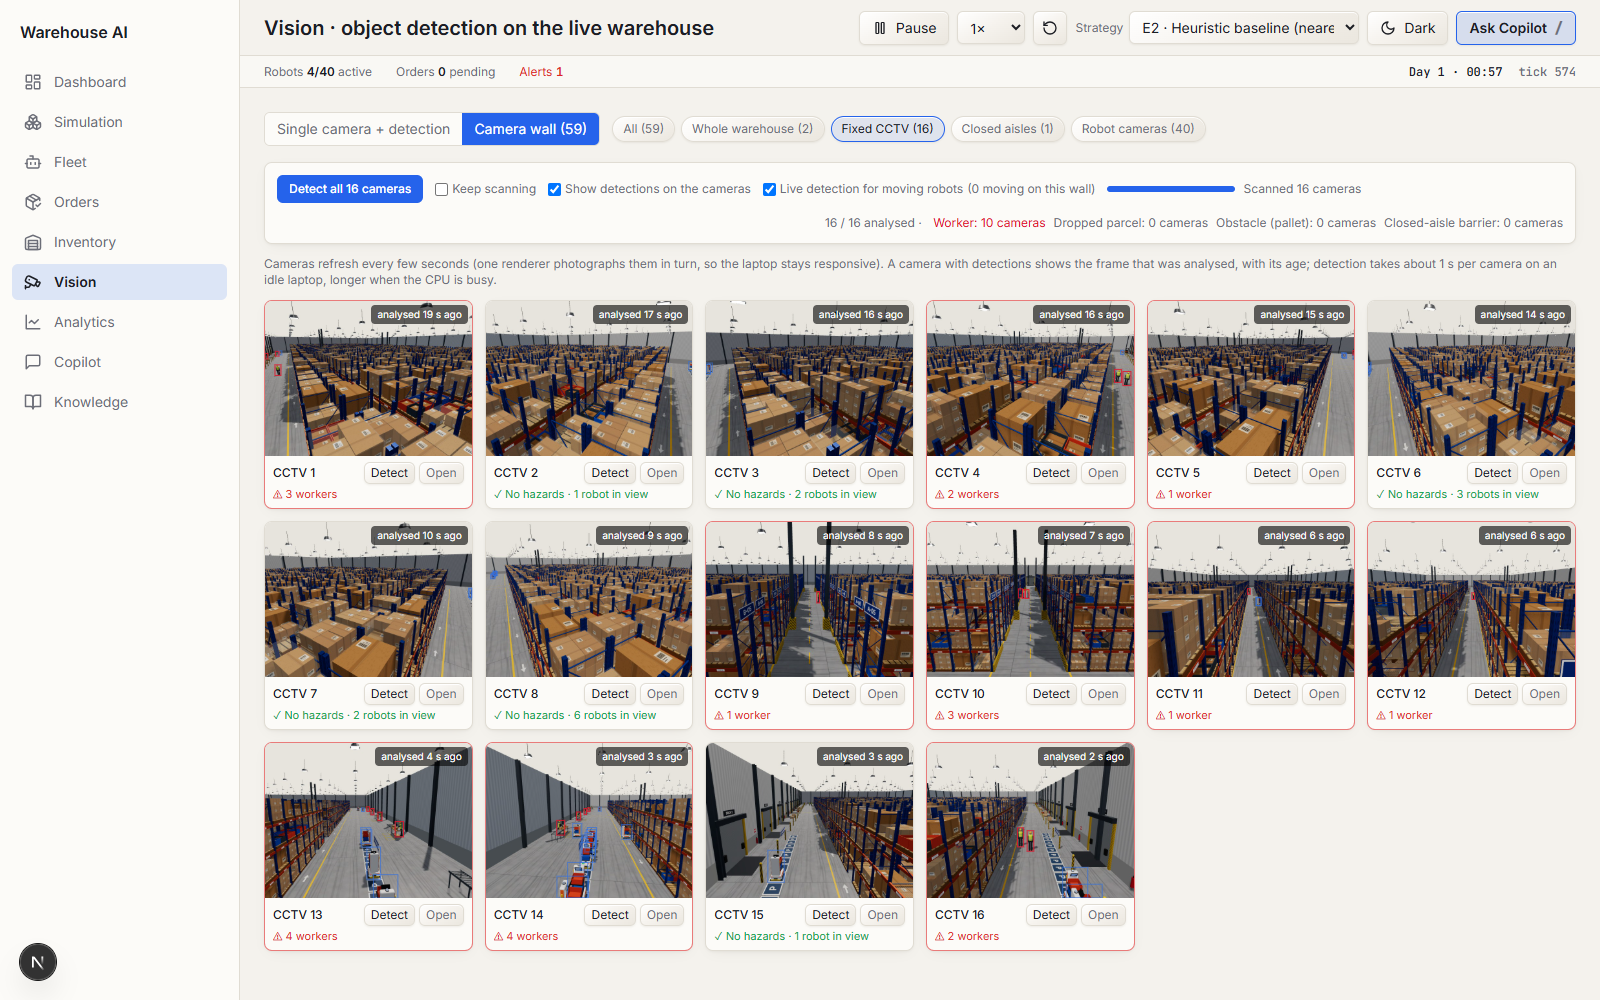 Warehouse AI
Dashboard
Simulation
Fleet
Orders
Inventory
Vision
Analytics
Copilot
Knowledge
N
Vision · object detection on the live warehouse
Pause
1×
Strategy
E2 · Heuristic baseline (neare
Dark
Ask Copilot /
Robots 4/40 active
Orders 0 pending
Alerts 1
Day 1 · 00:57
tick 574
Single camera + detection
Camera wall (59)
All (59)
Whole warehouse (2)
Fixed CCTV (16)
Closed aisles (1)
Robot cameras (40)
Detect all 16 cameras
Keep scanning
Show detections on the cameras
Live detection for moving robots (0 moving on this wall)
Scanned 16 cameras
16 / 16 analysed ·
Worker: 10 cameras
Dropped parcel: 0 cameras
Obstacle (pallet): 0 cameras
Closed-aisle barrier: 0 cameras
Cameras refresh every few seconds (one renderer photographs them in turn, so the laptop stays responsive). A camera with detections shows the frame that was analysed, with its age; detection takes about 1 s per camera on an
idle laptop, longer when the CPU is busy.
analysed 19 s ago
CCTV 1
Detect
Open
⚠ 3 workers
analysed 17 s ago
CCTV 2
Detect
Open
✓ No hazards · 1 robot in view
analysed 16 s ago
CCTV 3
Detect
Open
✓ No hazards · 2 robots in view
analysed 16 s ago
CCTV 4
Detect
Open
⚠ 2 workers
analysed 15 s ago
CCTV 5
Detect
Open
⚠ 1 worker
analysed 14 s ago
CCTV 6
Detect
Open
✓ No hazards · 3 robots in view
analysed 10 s ago
CCTV 7
Detect
Open
✓ No hazards · 2 robots in view
analysed 9 s ago
CCTV 8
Detect
Open
✓ No hazards · 6 robots in view
analysed 8 s ago
CCTV 9
Detect
Open
⚠ 1 worker
analysed 7 s ago
CCTV 10
Detect
Open
⚠ 3 workers
analysed 6 s ago
CCTV 11
Detect
Open
⚠ 1 worker
analysed 6 s ago
CCTV 12
Detect
Open
⚠ 1 worker
analysed 4 s ago
CCTV 13
Detect
Open
⚠ 4 workers
analysed 3 s ago
CCTV 14
Detect
Open
⚠ 4 workers
analysed 3 s ago
CCTV 15
Detect
Open
✓ No hazards · 1 robot in view
analysed 2 s ago
CCTV 16
Detect
Open
⚠ 2 workers